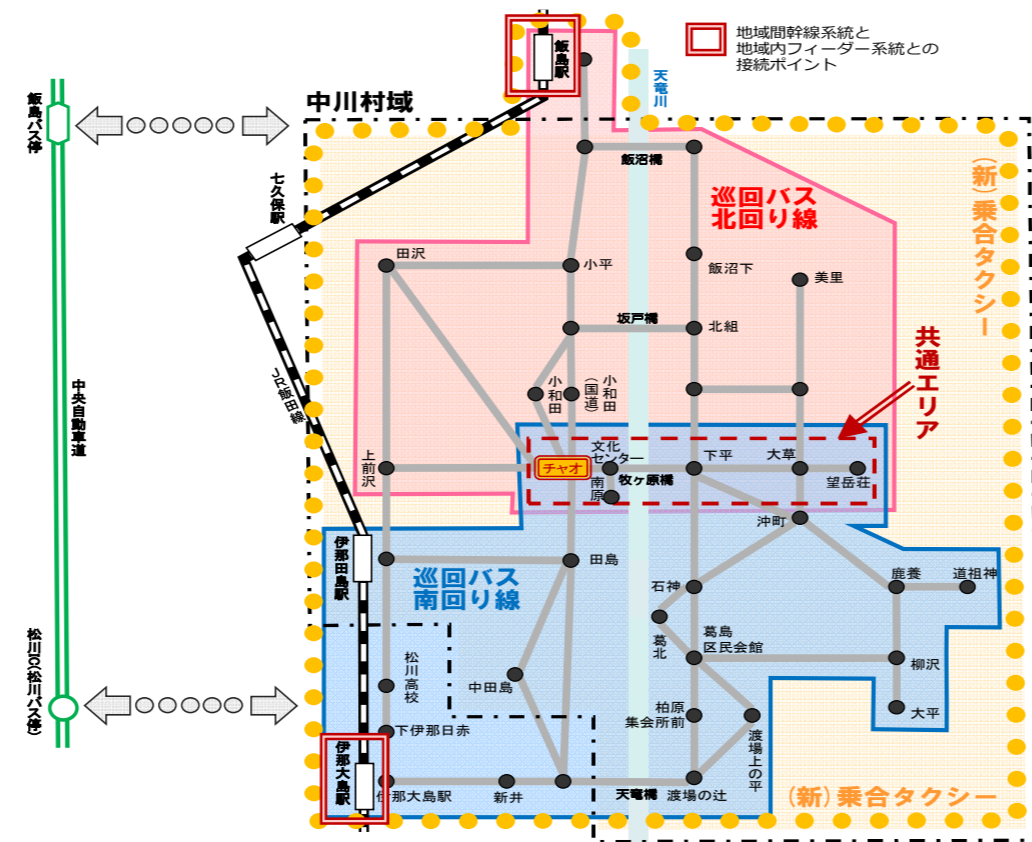 飯島駅
地域間幹線系統と
地域内フィーダー系統との
接続ポイント
天竜川
飯島バス停
中川村域
飯沼橋
七久保駅
(新)乗合タクシー
巡回バス
北回り線
田沢
小平
飯沼下
美里
坂戸橋
北組
共通エリア
JR飯田線
中央自動車道
小和田
小和田
(国道)
文化
センター
上前沢
チャオ
下平
大草
南原
牧ヶ原橋
望岳荘
沖町
伊那田島駅
田島
巡回バス
南回り線
石神
鹿養
道祖神
葛北
葛島
区民会館
松川IC(松川バス停)
松川高校
中田島
柳沢
柏原
集会所前
大平
下伊那日赤
渡場上の平
伊那大島駅
伊那大島駅
新井
天竜橋
渡場の辻
(新)乗合タクシー